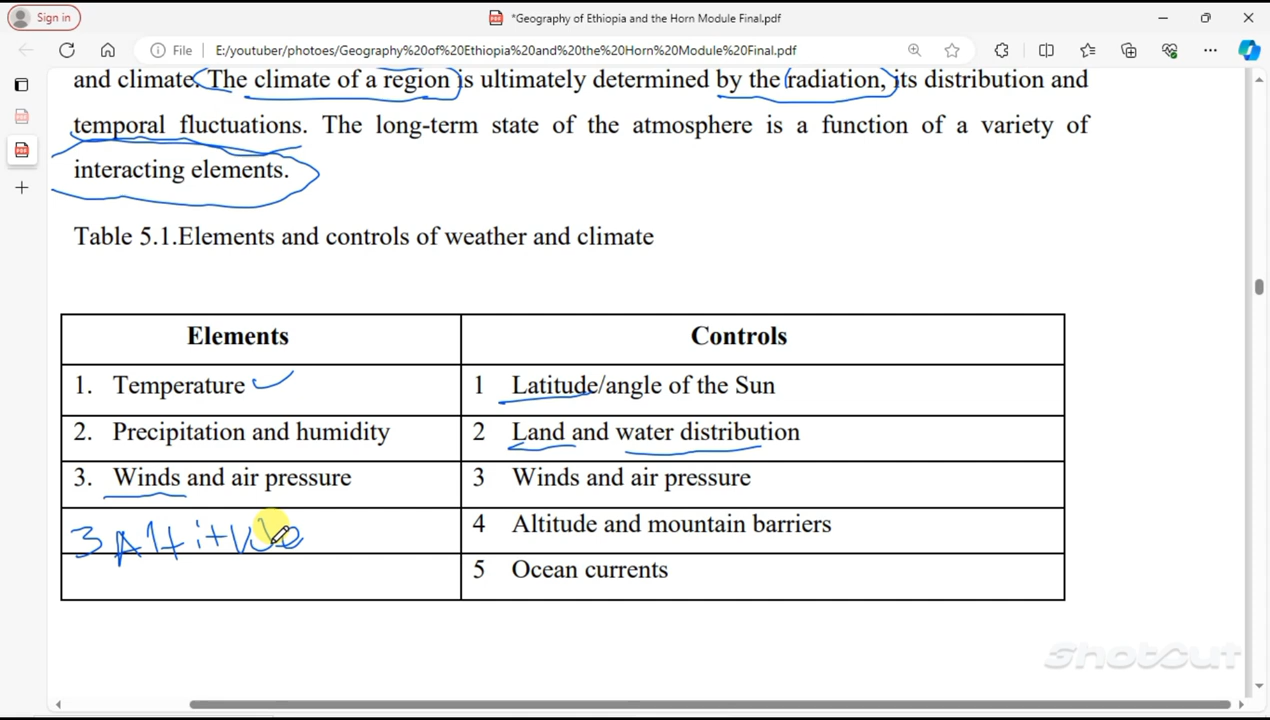 Sign in
*Geography of Ethiopia and the Horn Module Final.pdf
File E:/youtuber/photoes/Geography%20of%20Ethiopia%20and%20the%20Horn%20Module%20Final.pdf
and climate. The climate of a region is ultimately determined by the radiation, its distribution and
temporal fluctuations. The long-term state of the atmosphere is a function of a variety of
interacting elements.
Table 5.1.Elements and controls of weather and climate
Elements Controls
1. Temperature 1 Latitude/angle of the Sun
2. Precipitation and humidity 2 Land and water distribution
3. Winds and air pressure 3 Winds and air pressure
3 Altitude 4 Altitude and mountain barriers
5 Ocean currents
Shotcut